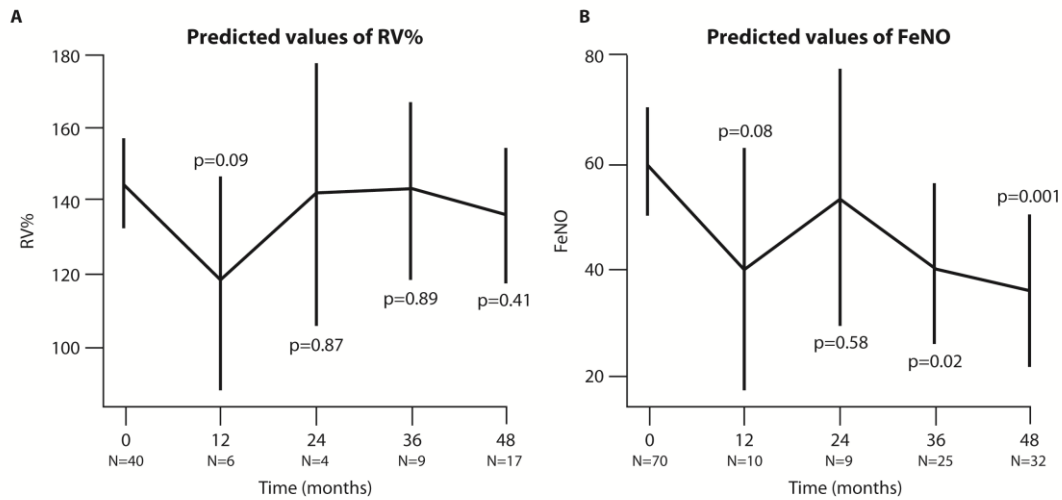 A
Predicted values of RV%
180
160
140
120
100
RV%
p=0.09
p=0.87
p=0.89
p=0.41
0 12 24 36 48
N=40 N=6 N=4 N=9 N=17
Time (months)
B
Predicted values of FeNO
80
60
40
20
FeNO
p=0.08
p=0.58
p=0.02
p=0.001
0 12 24 36 48
N=70 N=10 N=9 N=25 N=32
Time (months)